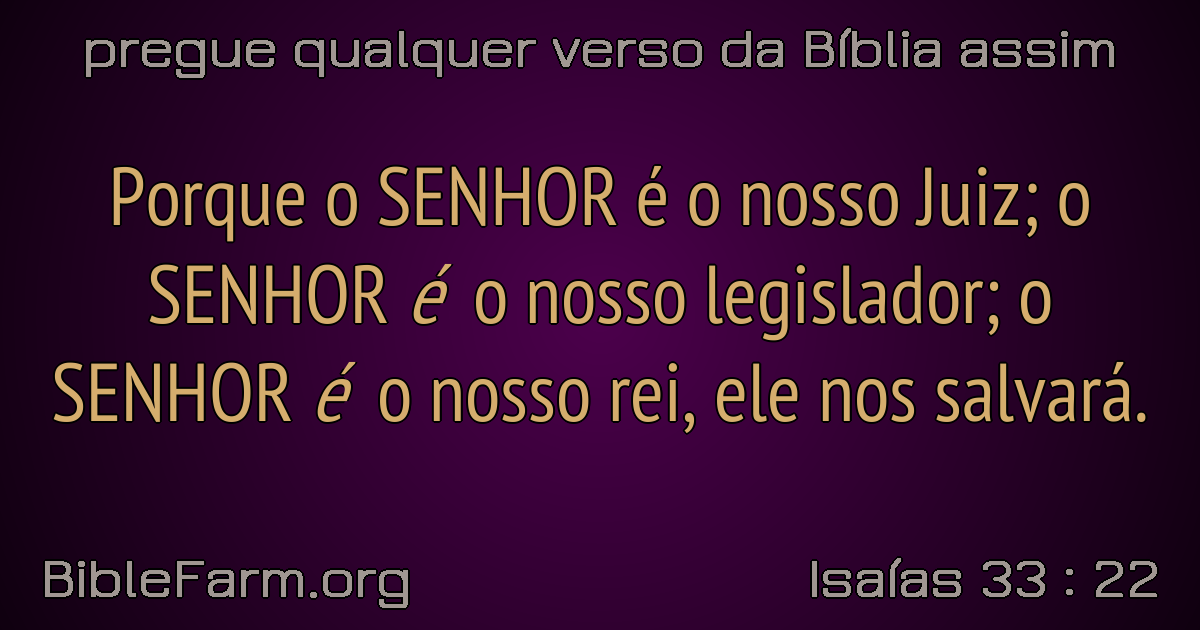 pregue qualquer verso da Bíblia assim
Porque o SENHOR é o nosso Juiz; o
SENHOR é o nosso legislador; o
SENHOR é o nosso rei, ele nos salvará.
BibleFarm.org
Isaías 33 : 22